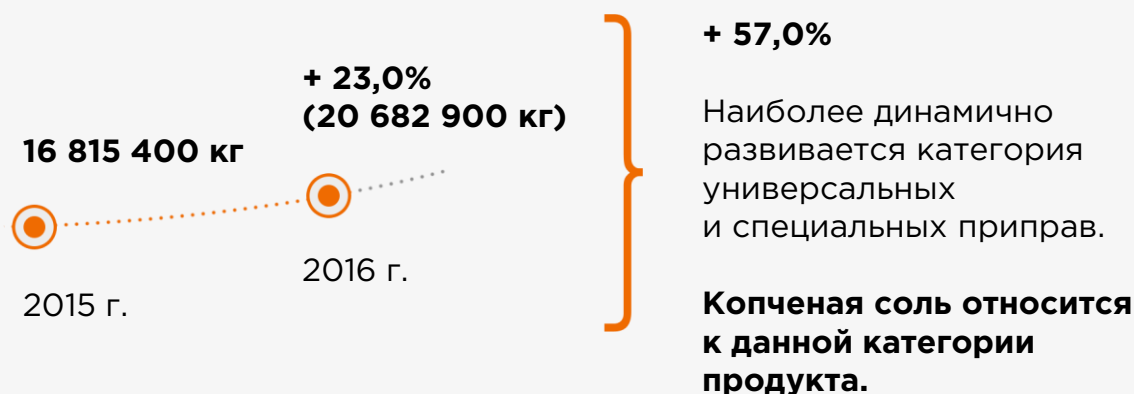 16 815 400 кг
2015 г.
+ 23,0%
(20 682 900 кг)
2016 г.
+ 57,0%
Наиболее динамично
развивается категория
универсальных
и специальных приправ.
Копченая соль относится
к данной категории
продукта.